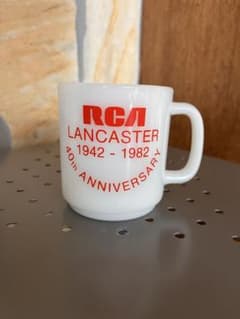 RCA
LANCASTER
1942 - 1982
40th ANNIVERSARY